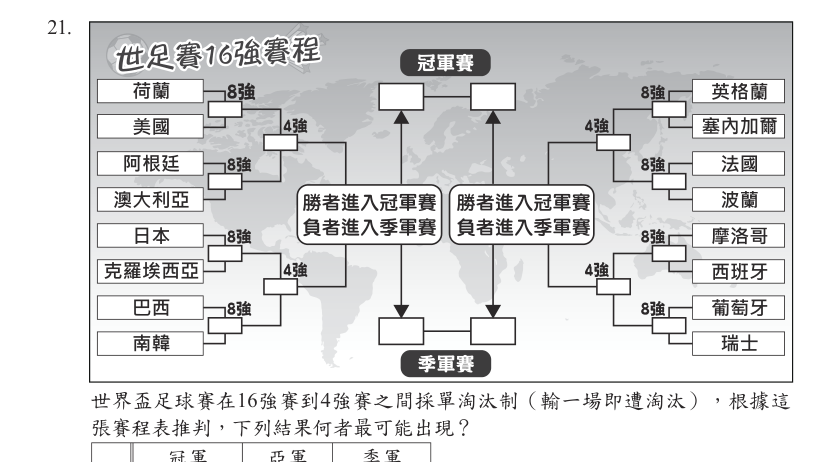 21.
世足賽16強賽程
冠軍賽
荷蘭
8強
美國
4強
阿根廷
8強
澳大利亞
日本
8強
克羅埃西亞
4強
巴西
8強
南韓
勝者進入冠軍賽
負者進入季軍賽
勝者進入冠軍賽
負者進入季軍賽
英格蘭
8強
塞內加爾
4強
法國
8強
波蘭
摩洛哥
8強
西班牙
4強
葡萄牙
8強
瑞士
季軍賽
世界盃足球賽在16強賽到4強賽之間採單淘汰制（輸一場即遭淘汰），根據這
張賽程表推判，下列結果何者最可能出現？
冠軍 亞軍 季軍